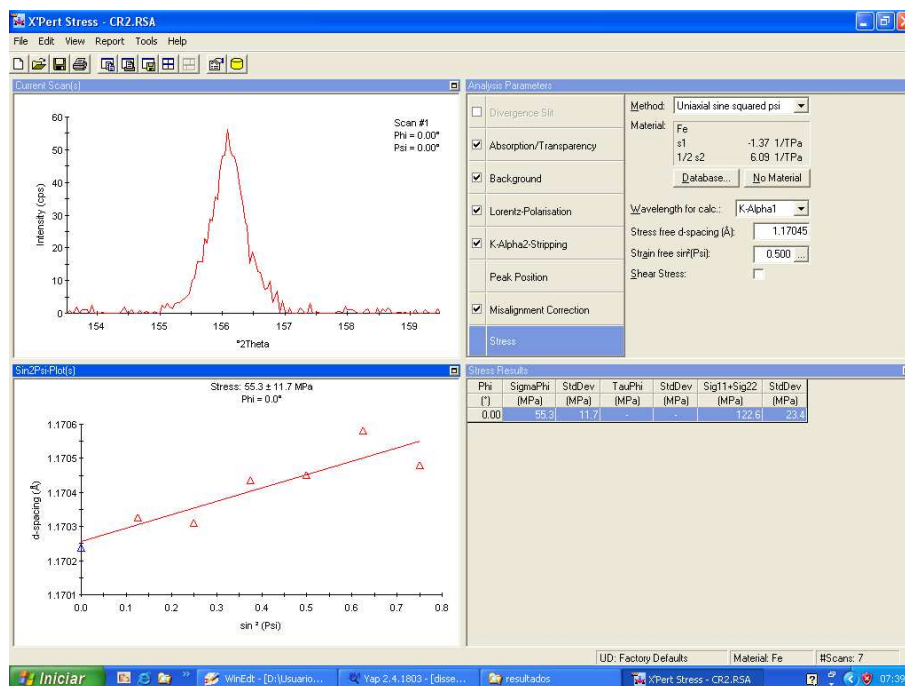 X'Pert Stress - CR2.RSA
File Edit View Report Tools Help
Current Scan(s)
Scan #1
Phi = 0.00°
Psi = 0.00°
60
50
40
30
20
10
0
Intensity (cps)
154 155 156 157 158 159
°2Theta
Analysis Parameters
Divergence Slit
Absorption/Transparency
Background
Lorentz-Polarisation
K-Alpha2-Stripping
Peak Position
Misalignment Correction
Stress
Method: Uniaxial sine squared psi
Material: Fe
s1 -1.37 1/TPa
1/2 s2 6.09 1/TPa
Database... No Material
Wavelength for calc.: K-Alpha1
Stress free d-spacing (Å): 1.17045
Strain free sin²(Psi): 0.500 ...
Shear Stress:
Sin2Psi-Plot(s)
Stress: 55.3 ± 11.7 MPa
Phi = 0.0°
1.1706
1.1705
1.1704
1.1703
1.1702
1.1701
d-spacing (Å)
0.0 0.1 0.2 0.3 0.4 0.5 0.6 0.7 0.8
sin ² (Psi)
Stress Results
Phi SigmaPhi StdDev TauPhi StdDev Sig11+Sig22 StdDev
(°) (MPa) (MPa) (MPa) (MPa) (MPa) (MPa)
0.00 55.3 11.7 - - 122.6 23.4
UD: Factory Defaults Material: Fe #Scans: 7
Iniciar » WinEdt - [D:\Usuario... Yap 2.4.1803 - [disse... resultados X'Pert Stress - CR2.R... 07:39